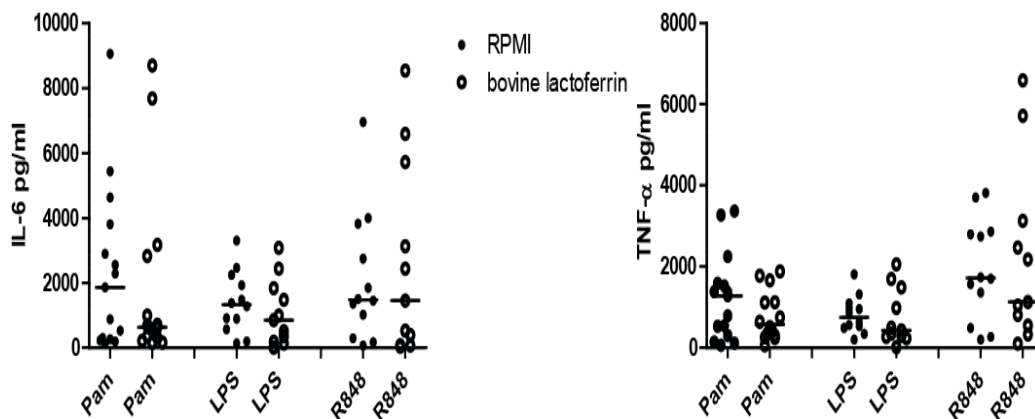 10000
8000
6000
4000
2000
0
IL-6 pg/ml
Pam
Pam
LPS
LPS
R848
R848
RPMI
bovine lactoferrin
8000
6000
4000
2000
0
TNF-α pg/ml
Pam
Pam
LPS
LPS
R848
R848